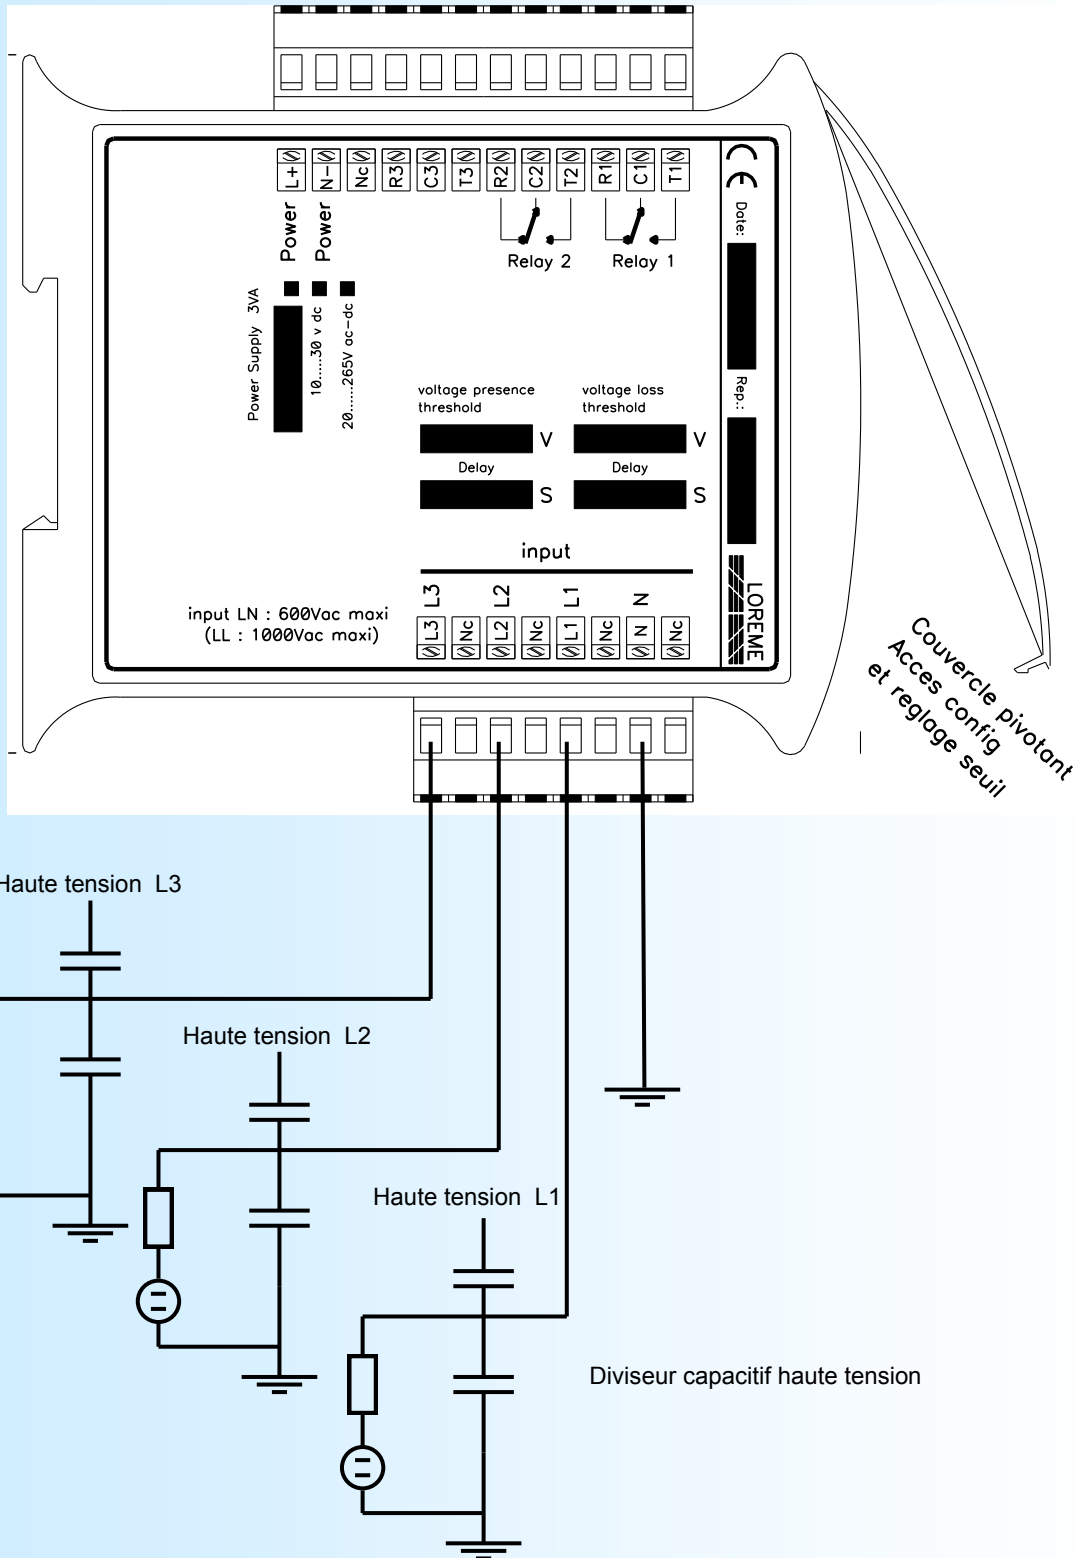 L+ N- Nc R3 C3 T3 R2 C2 T2 R1 C1 T1
Power
Power
Relay 2
Relay 1
Power Supply 3VA
10.....30 v dc
20......265V ac-dc
CE
Date:
Rep.:
LOREME
voltage presence
threshold
V
Delay
S
voltage loss
threshold
V
Delay
S
input
L3 L2 L1 N
input LN : 600Vac maxi
(LL : 1000Vac maxi)
L3 Nc L2 Nc L1 Nc N Nc
Couvercle pivotant
Acces config
et reglage seuil
Haute tension L3
Haute tension L2
Haute tension L1
Diviseur capacitif haute tension